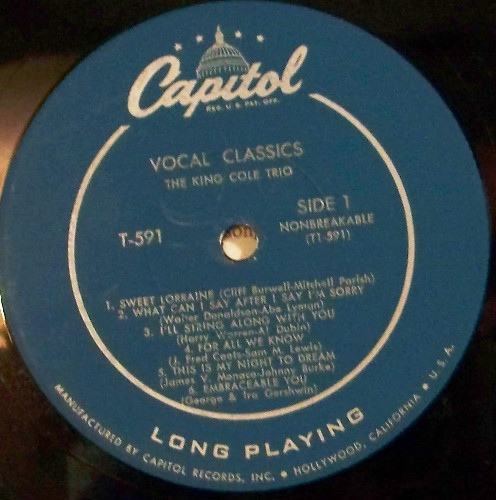 Capitol
REG. U.S. PAT. OFF.
VOCAL CLASSICS
THE KING COLE TRIO
SIDE 1
T-591
NONBREAKABLE
(T1-591)
1. SWEET LORRAINE (Cliff Burwell-Mitchell Parish)
2. WHAT CAN I SAY AFTER I SAY I'M SORRY
(Walter Donaldson-Abe Lyman)
3. I'LL STRING ALONG WITH YOU
(Harry Warren-Al Dubin)
4. FOR ALL WE KNOW
(J. Fred Coots-Sam M. Lewis)
5. THIS IS MY NIGHT TO DREAM
(James V. Monaco-Johnny Burke)
6. EMBRACEABLE YOU
(George & Ira Gershwin)
LONG PLAYING
MANUFACTURED BY CAPITOL RECORDS, INC. • HOLLYWOOD, CALIFORNIA • U.S.A.